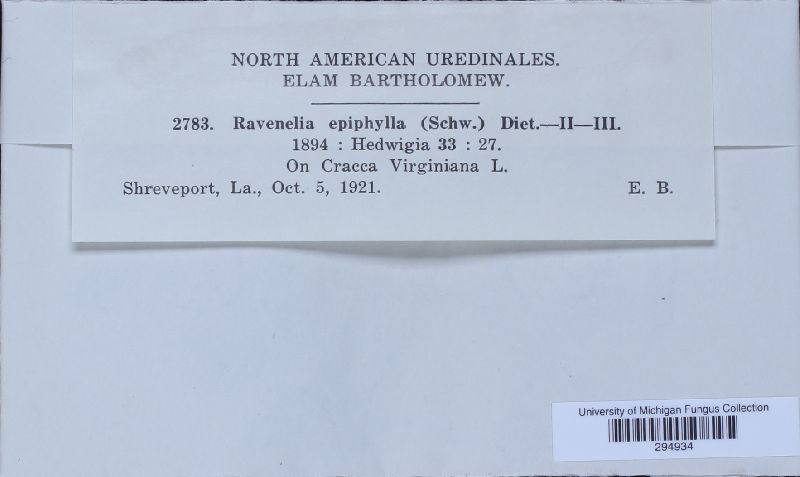 NORTH AMERICAN UREDINALES.
ELAM BARTHOLOMEW.
2783. Ravenelia epiphylla (Schw.) Diet.—II—III.
1894 : Hedwigia 33 : 27.
On Cracca Virginiana L.
Shreveport, La., Oct. 5, 1921. E. B.
University of Michigan Fungus Collection
294934